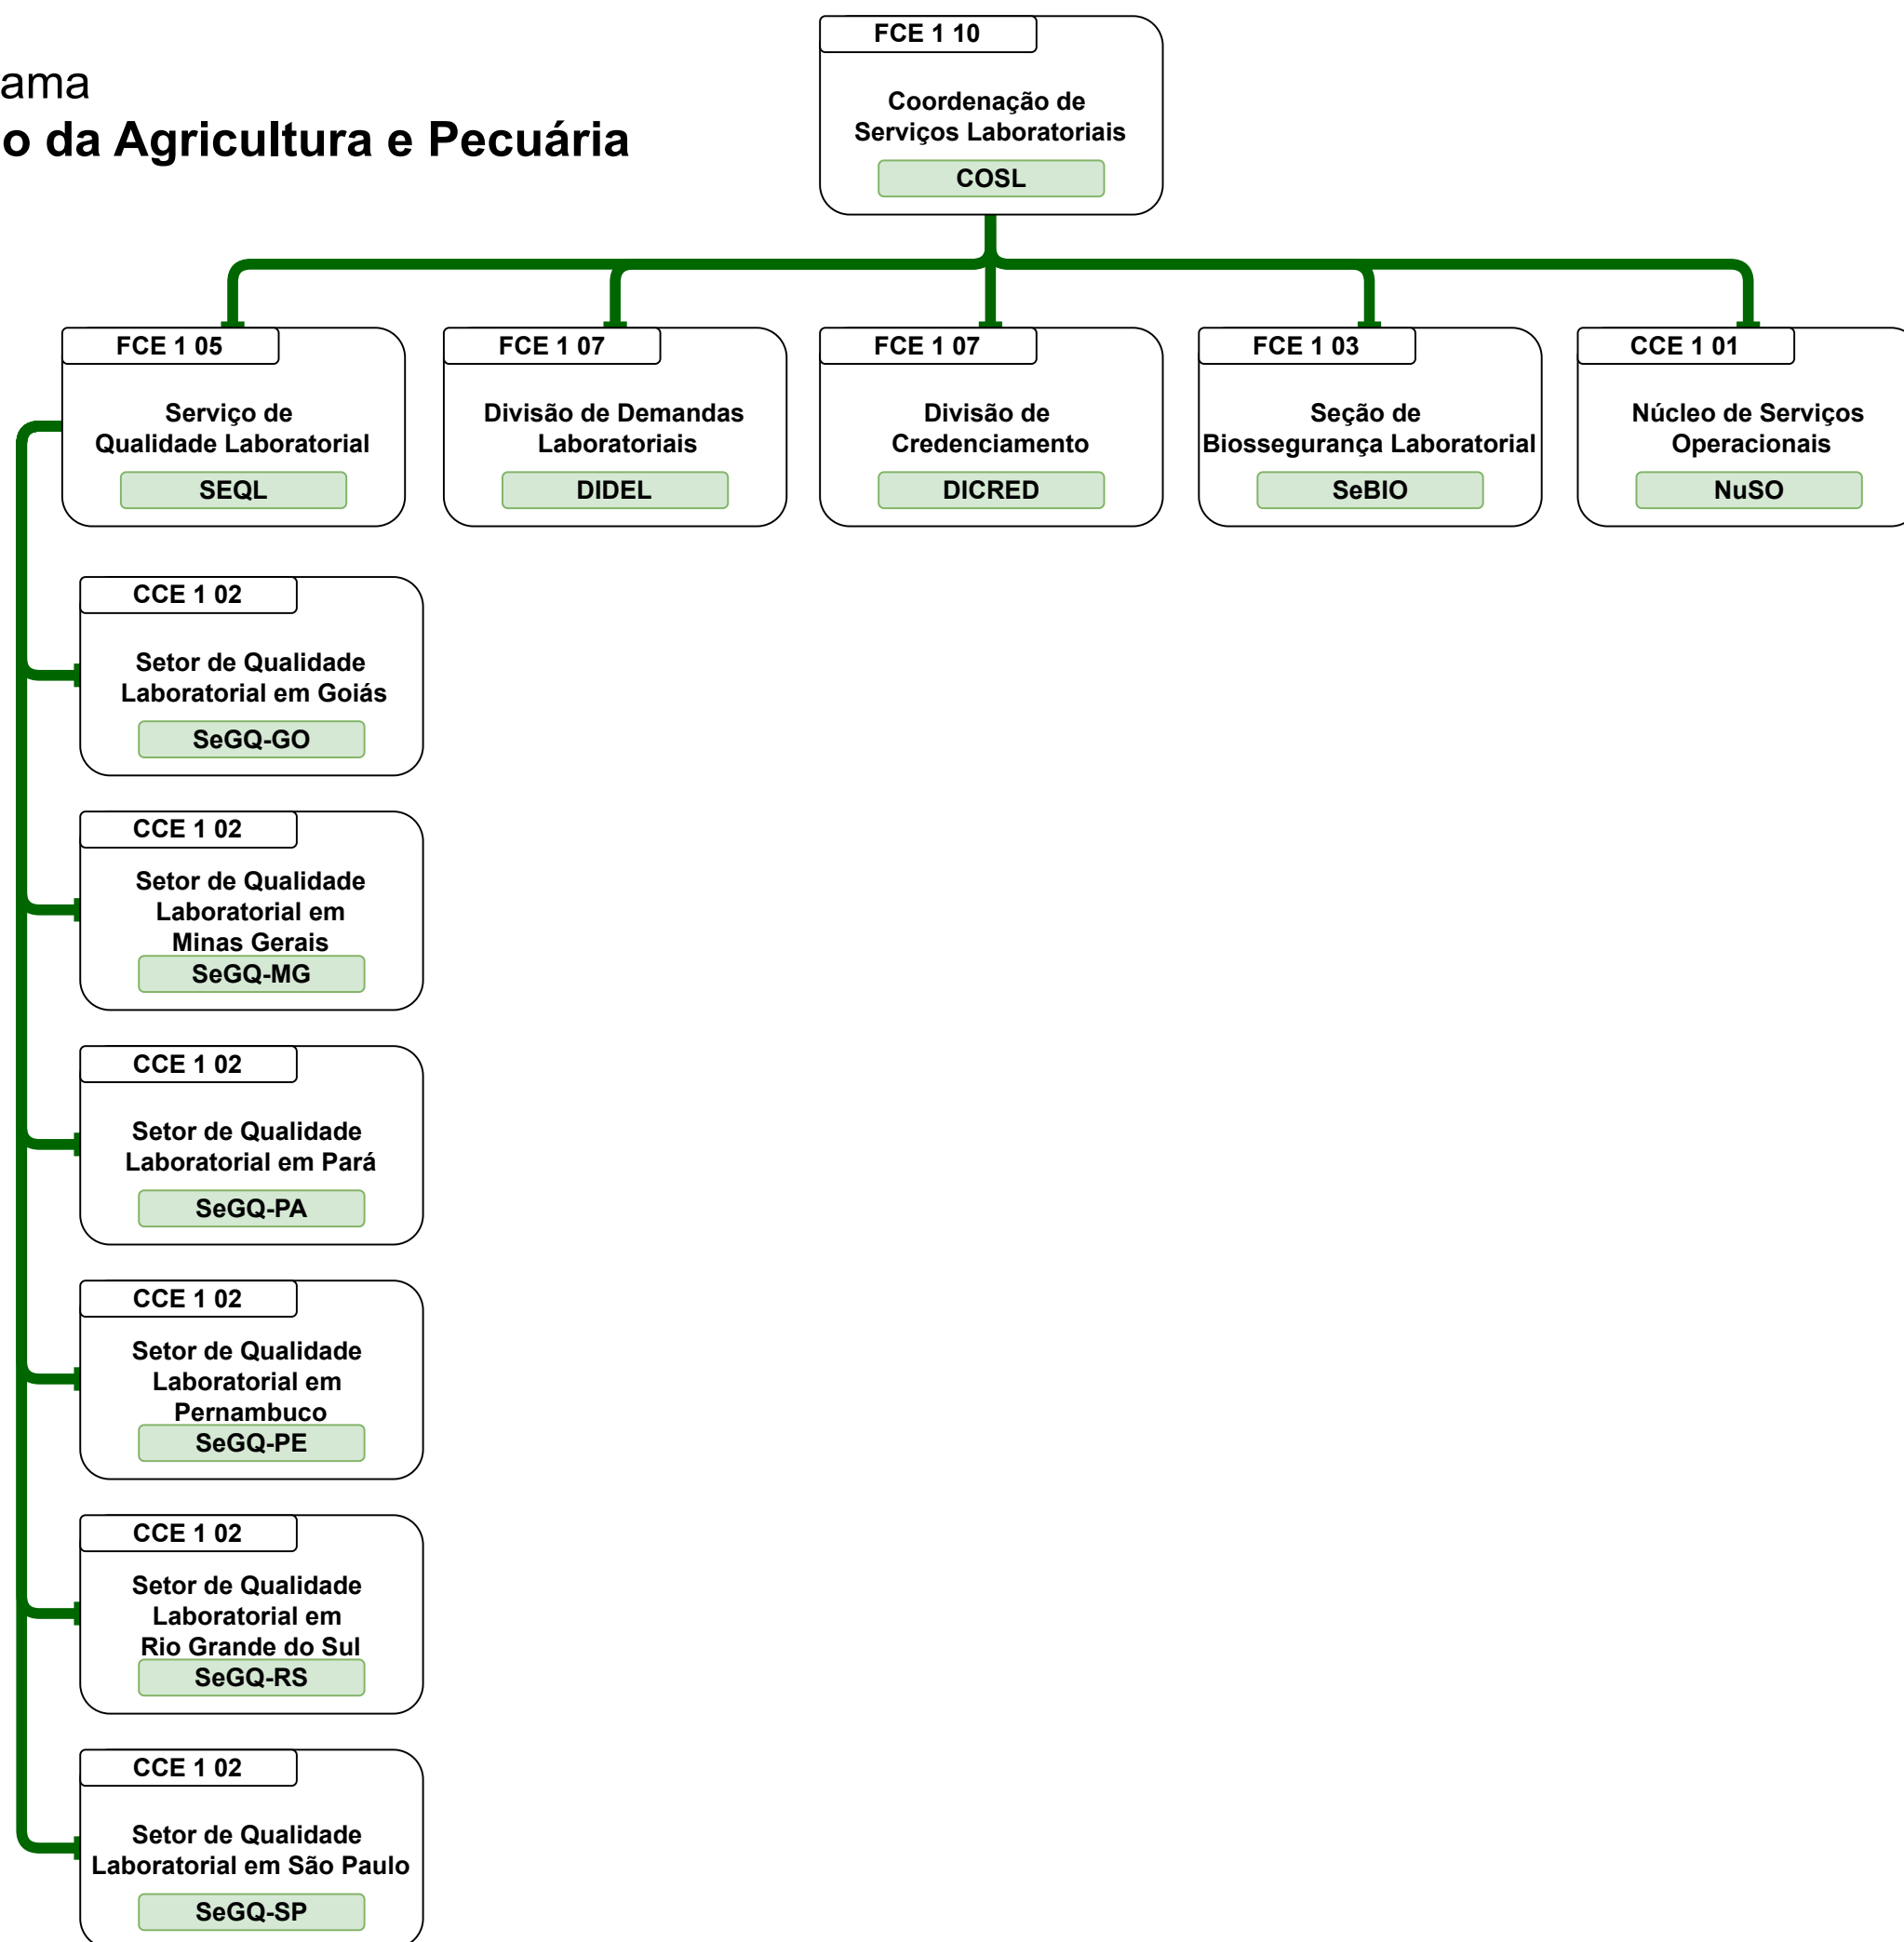 ama
o da Agricultura e Pecuária
FCE 1 10
Coordenação de
Serviços Laboratoriais
COSL
FCE 1 05
Serviço de
Qualidade Laboratorial
SEQL
FCE 1 07
Divisão de Demandas
Laboratoriais
DIDEL
FCE 1 07
Divisão de
Credenciamento
DICRED
FCE 1 03
Seção de
Biossegurança Laboratorial
SeBIO
CCE 1 01
Núcleo de Serviços
Operacionais
NuSO
CCE 1 02
Setor de Qualidade
Laboratorial em Goiás
SeGQ-GO
CCE 1 02
Setor de Qualidade
Laboratorial em
Minas Gerais
SeGQ-MG
CCE 1 02
Setor de Qualidade
Laboratorial em Pará
SeGQ-PA
CCE 1 02
Setor de Qualidade
Laboratorial em
Pernambuco
SeGQ-PE
CCE 1 02
Setor de Qualidade
Laboratorial em
Rio Grande do Sul
SeGQ-RS
CCE 1 02
Setor de Qualidade
Laboratorial em São Paulo
SeGQ-SP